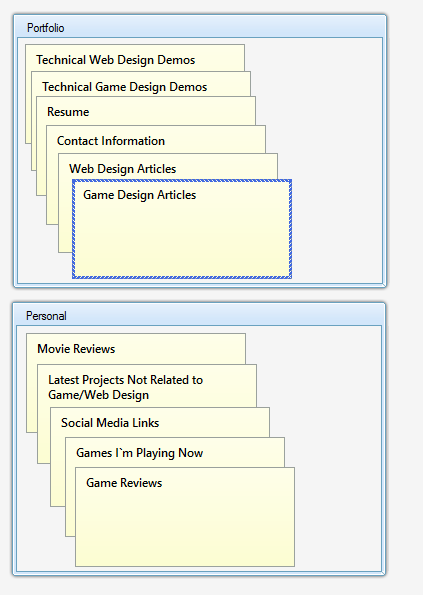 Portfolio
Technical Web Design Demos
Technical Game Design Demos
Resume
Contact Information
Web Design Articles
Game Design Articles
Personal
Movie Reviews
Latest Projects Not Related to
Game/Web Design
Social Media Links
Games I`m Playing Now
Game Reviews